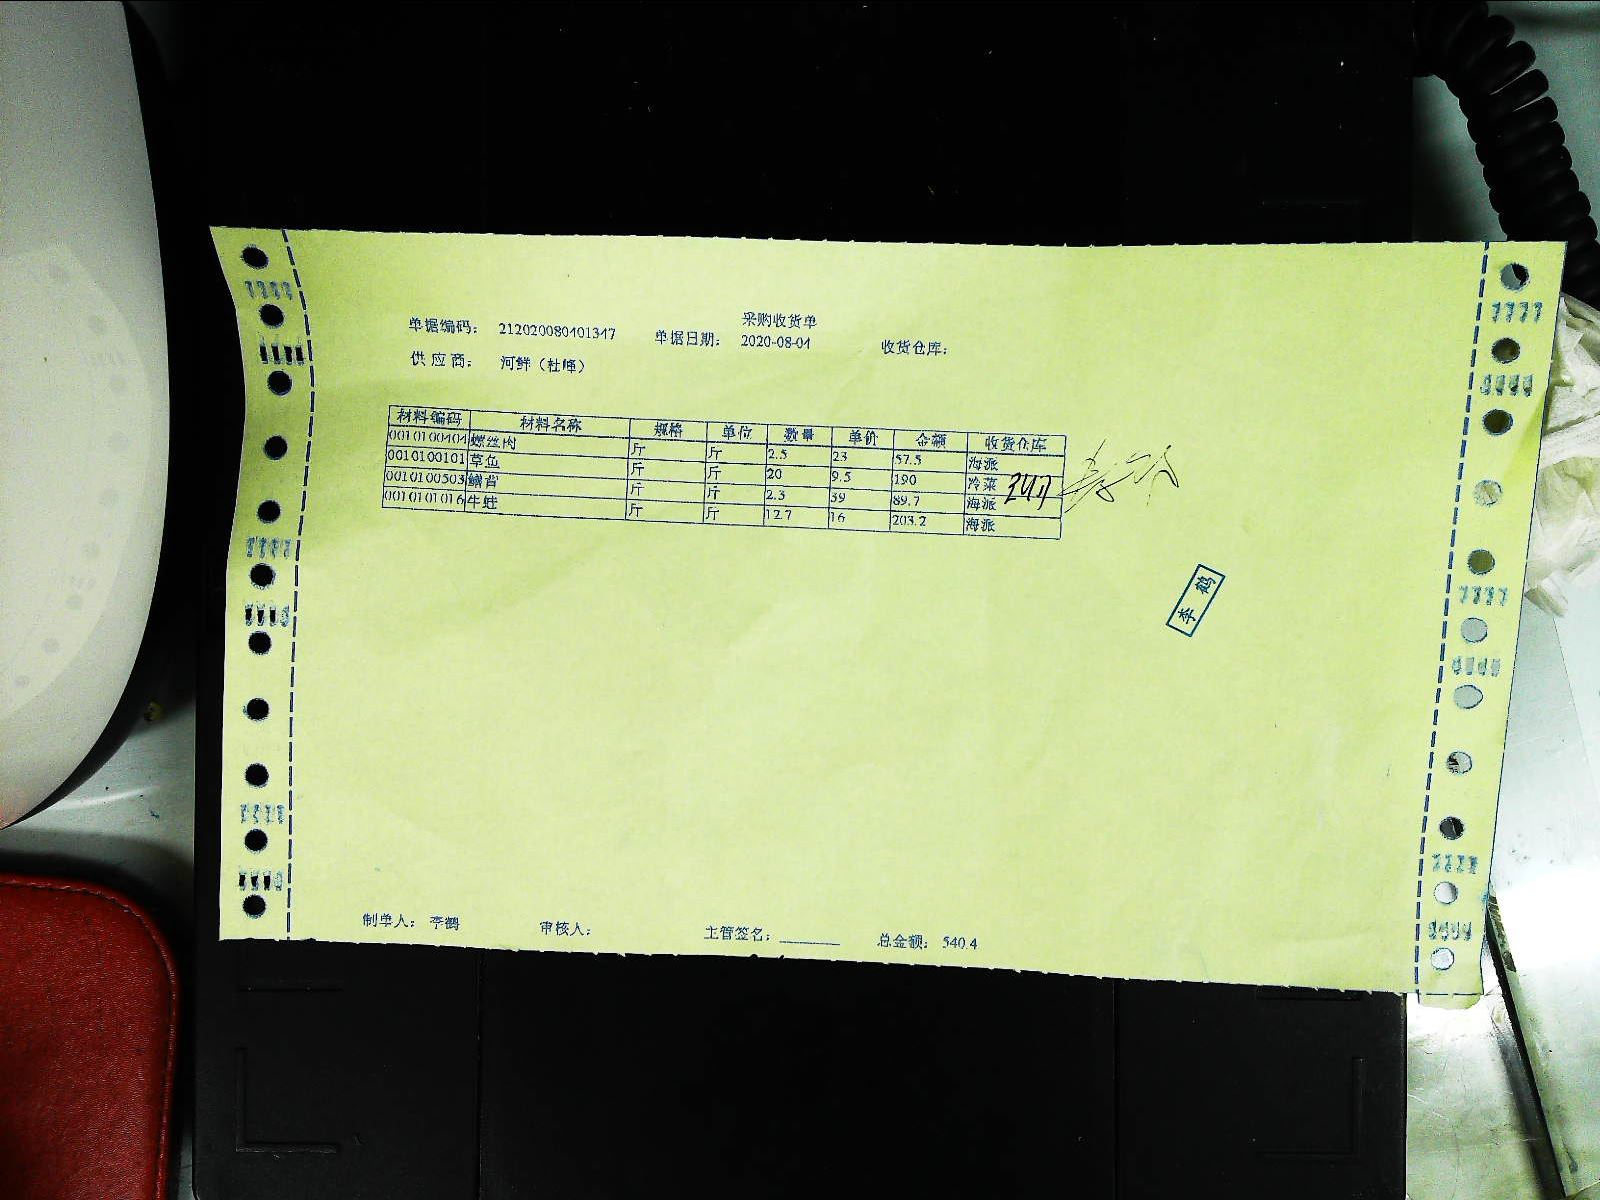 采购收货单
单据编码： 212020080401347 单据日期： 2020-08-04 收货仓库：
供 应 商： 河鲜（杜峰）
材料编码 材料名称 规格 单位 数量 单价 金额 收货仓库
0010100404 螺丝肉 斤 斤 2.5 23 57.5 海派
0010100101 草鱼 斤 斤 20 9.5 190 冷菜
0010100503 鳝背 斤 斤 2.3 39 89.7 海派
0010101016 牛蛙 斤 斤 12.7 16 203.2 海派
李 鹤
制单人： 李鹤 审核人： 主管签名： 总金额： 540.4